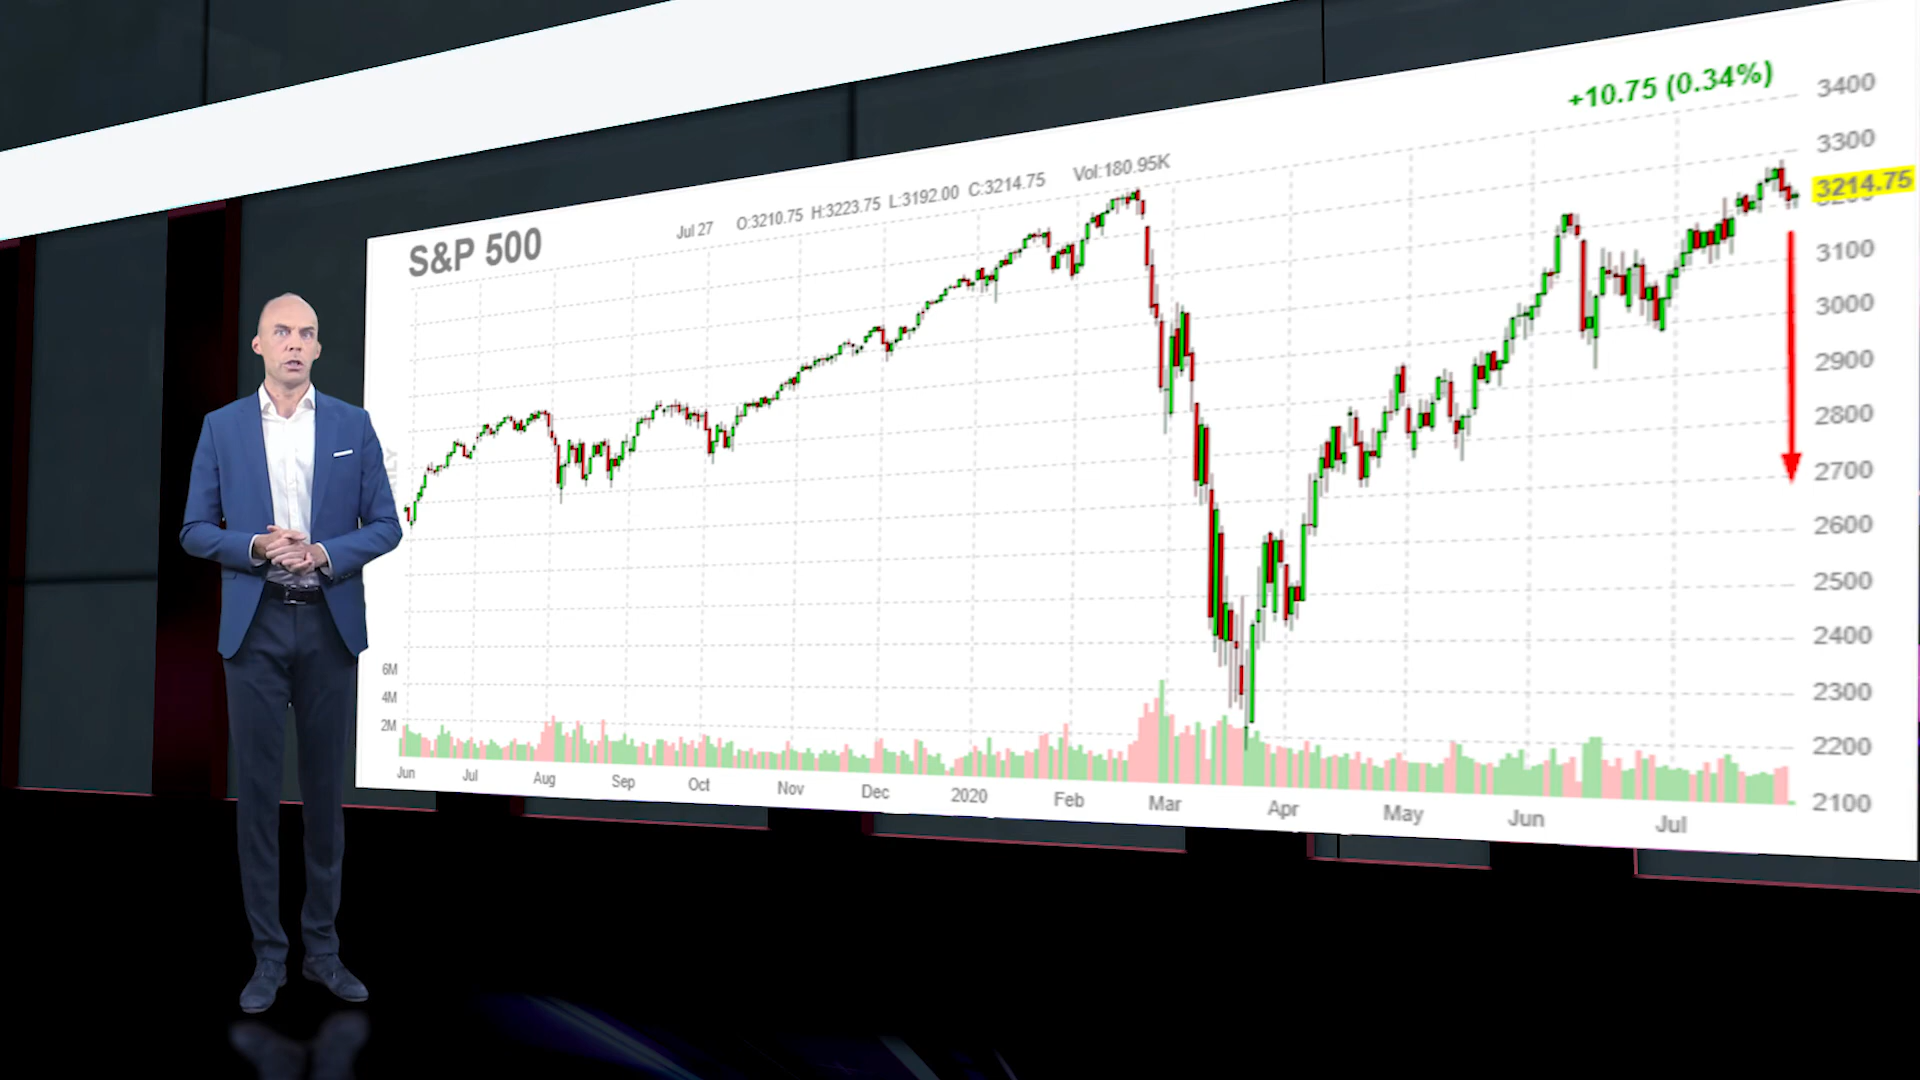 +10.75 (0.34%)
S&P 500
Jul 27 O:3210.75 H:3223.75 L:3192.00 C:3214.75 Vol:180.95K
3400
3300
3214.75
3100
3000
2900
2800
2700
2600
2500
2400
2300
2200
2100
6M
4M
2M
Jun Jul Aug Sep Oct Nov Dec 2020 Feb Mar Apr May Jun Jul